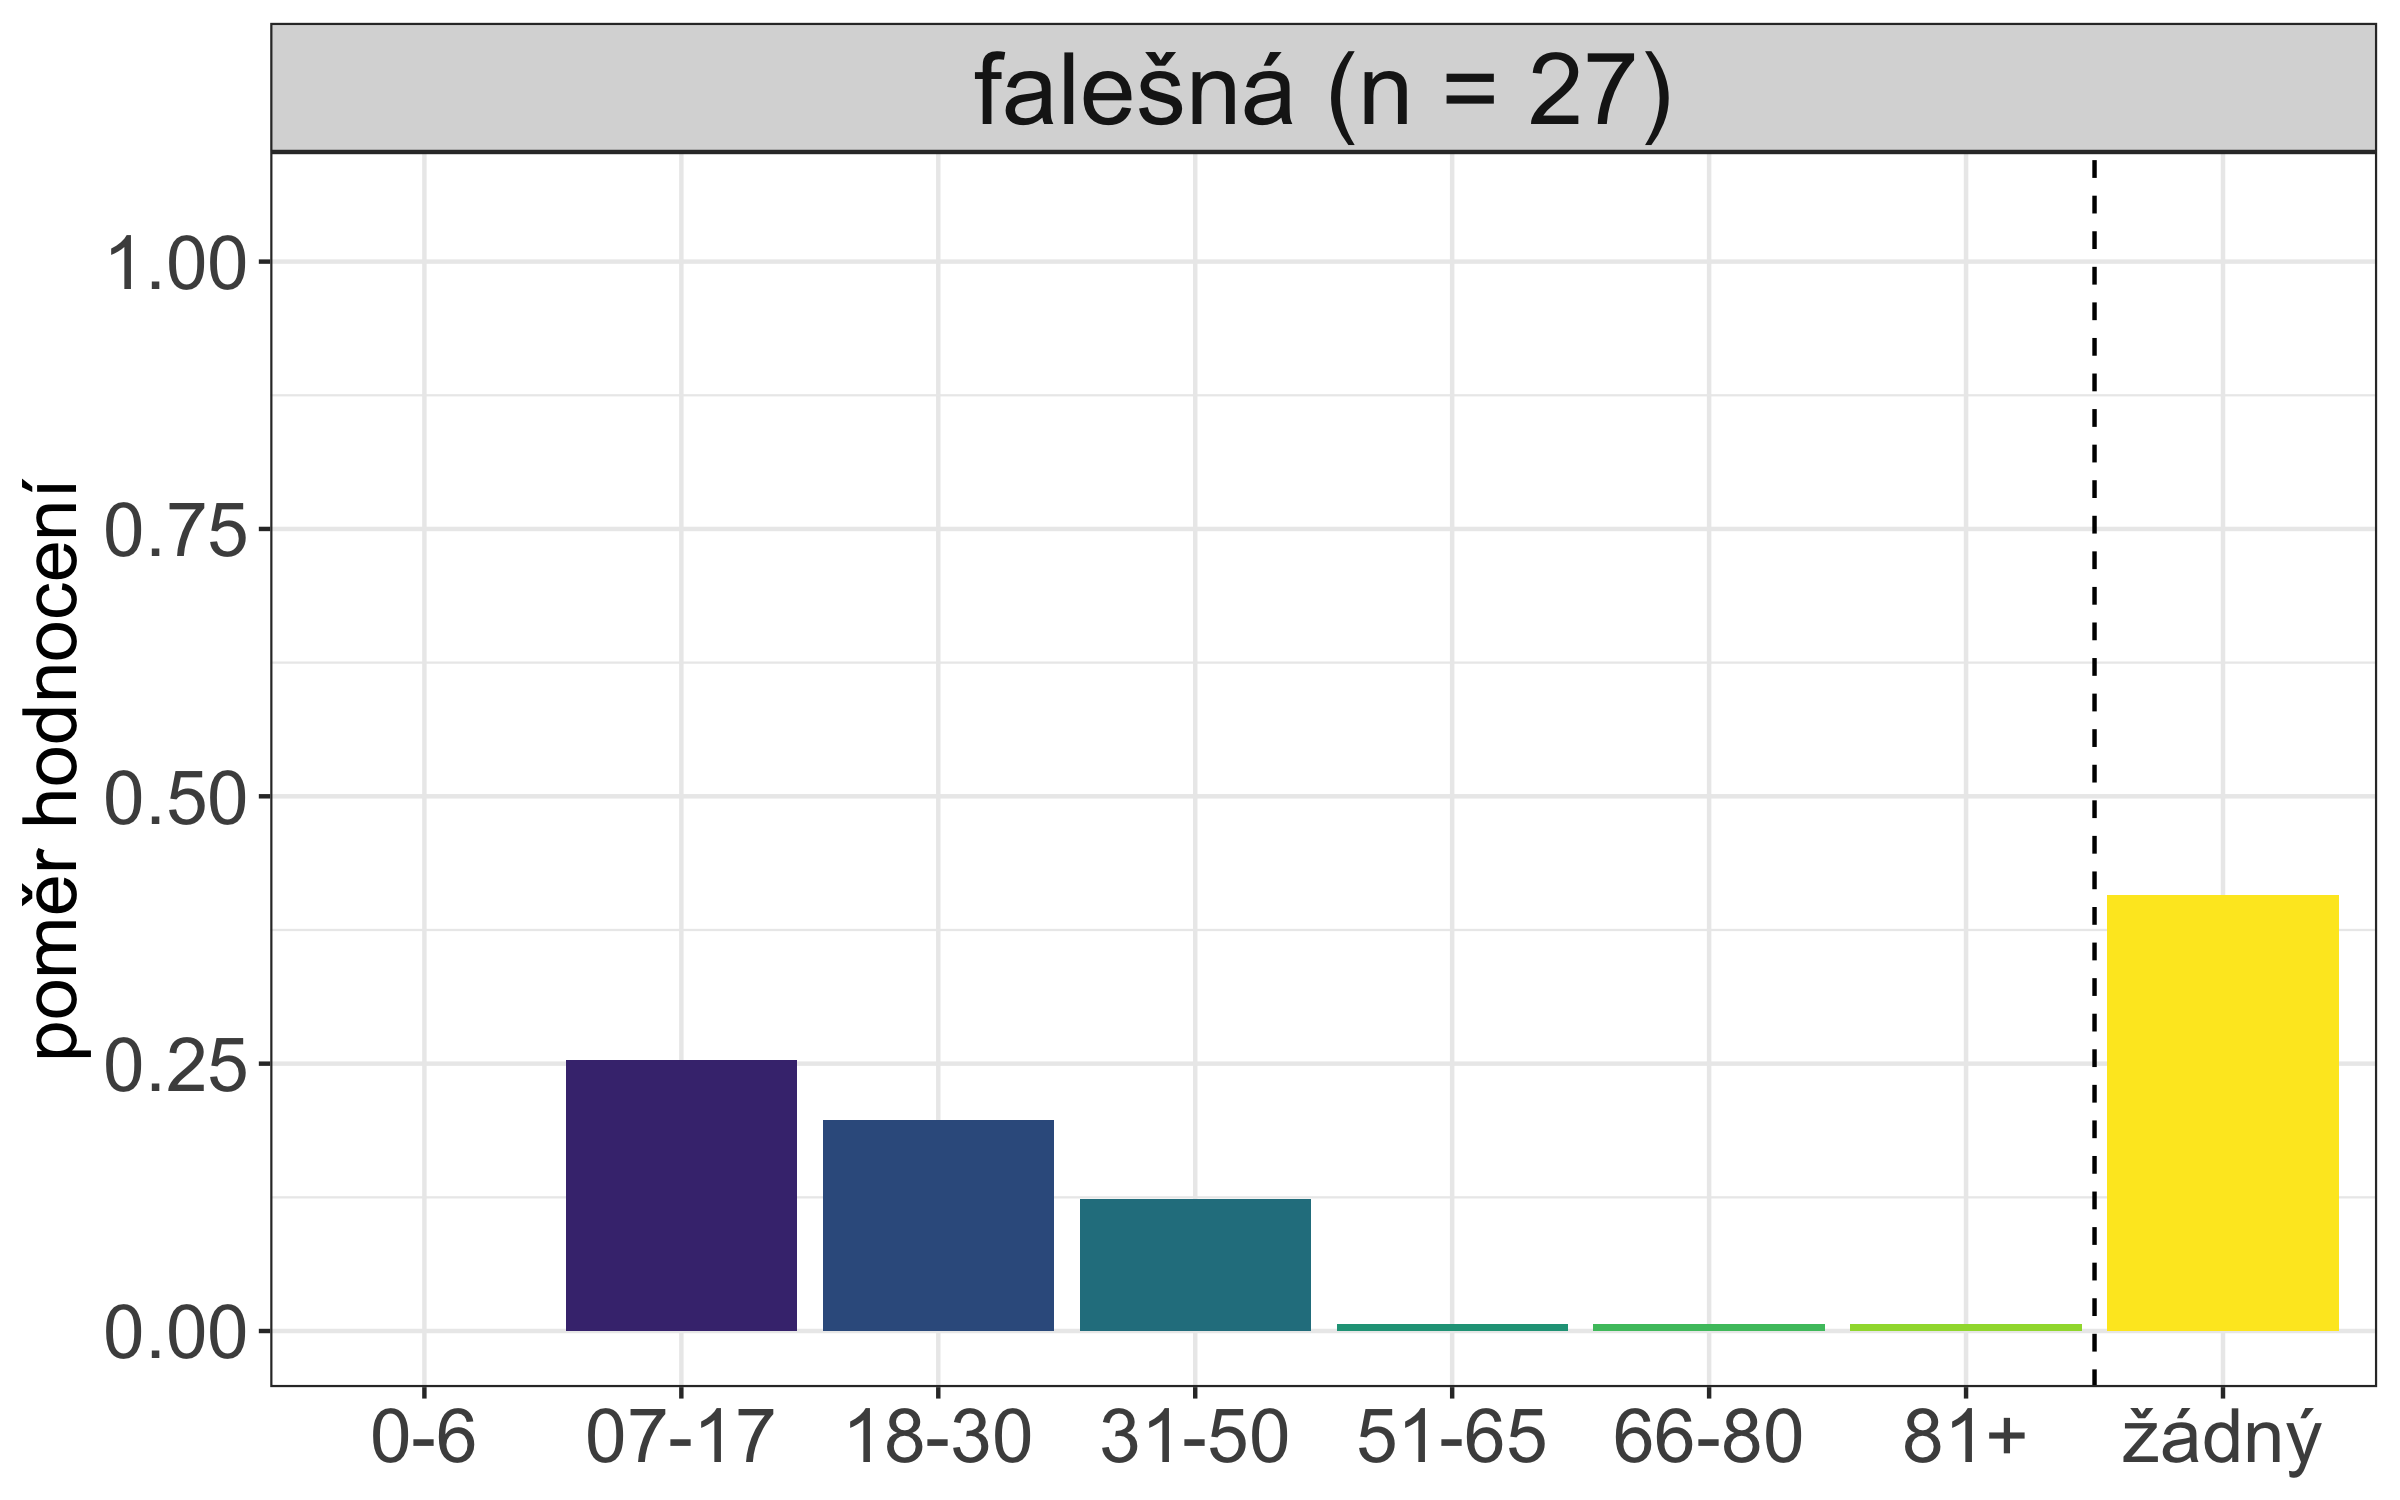 falešná (n = 27)
poměr hodnocení
1.00
0.75
0.50
0.25
0.00
0-6 07-17 18-30 31-50 51-65 66-80 81+ žádný